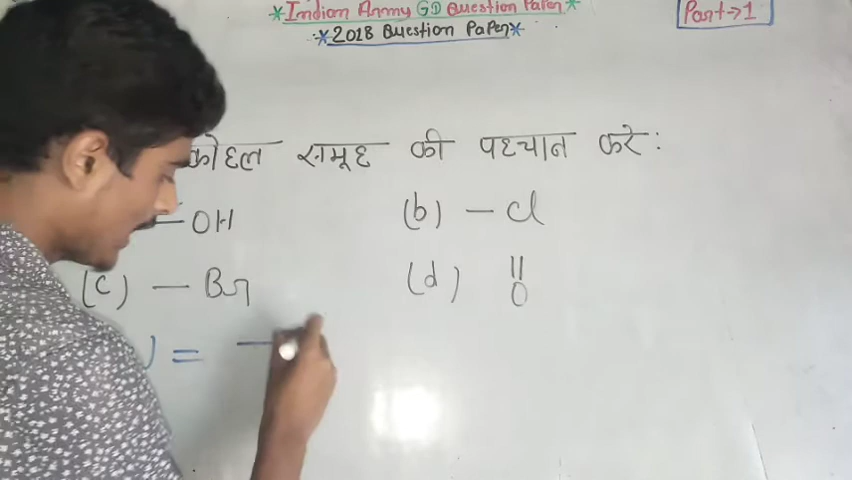 *Indian Army GD Question Paper*
*2018 Question Paper*
Part→1
कोहल समूह की पहचान करे:
— OH
(b) — Cl
(c) — Br
(d) || O
) = —